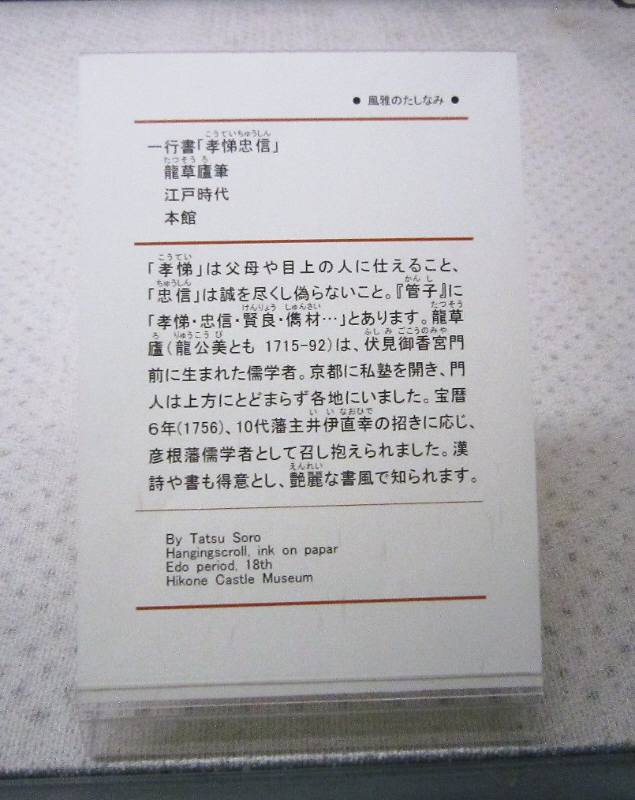 ● 風雅のたしなみ ●
こうていちゅうしん
一行書「孝悌忠信」
たつそうろ
龍草廬筆
江戸時代
本館
こうてい
「孝悌」は父母や目上の人に仕えること、
ちゅうしん かんし
「忠信」は誠を尽くし偽らないこと。『管子』に
けんりょう しゅんさい たつそう
「孝悌・忠信・賢良・儁材…」とあります。龍草
ろ りゅうこうび ふしみごこうのみや
廬(龍公美とも 1715-92)は、伏見御香宮門
前に生まれた儒学者。京都に私塾を開き、門
人は上方にとどまらず各地にいました。宝暦
いいなおひで
6年(1756)、10代藩主井伊直幸の招きに応じ、
彦根藩儒学者として召し抱えられました。漢
えんれい
詩や書も得意とし、艶麗な書風で知られます。
By Tatsu Soro
Hangingscroll, ink on papar
Edo period, 18th
Hikone Castle Museum